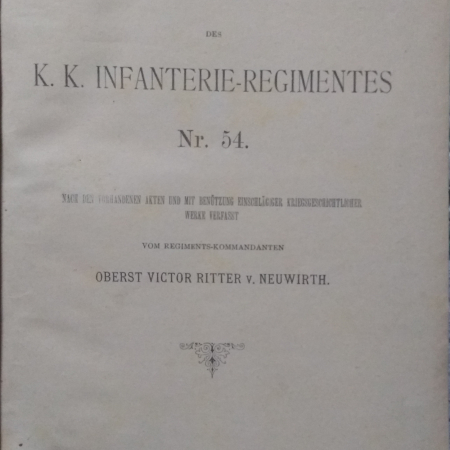 DES
K. K. INFANTERIE-REGIMENTES
Nr. 54.
NACH DEN VORHANDENEN AKTEN UND MIT BENÜTZUNG EINSCHLÄGIGER KRIEGSGESCHICHTLICHER
WERKE VERFASST
VOM REGIMENTS-KOMMANDANTEN
OBERST VICTOR RITTER v. NEUWIRTH.